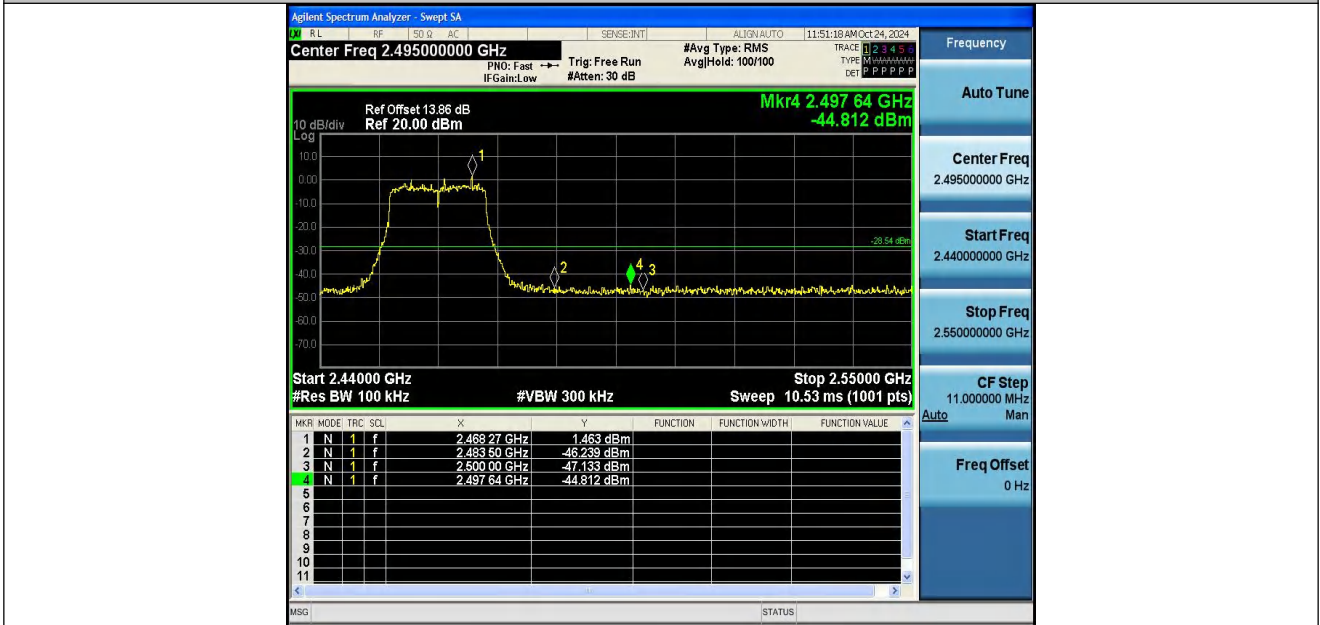 Agilent Spectrum Analyzer - Swept SA
RL RF 50 Ω AC SENSE:INT ALIGN AUTO 11:51:18 AM Oct 24, 2024
Center Freq 2.495000000 GHz
#Avg Type: RMS
TRACE 1 2 3 4 5 6
PNO: Fast
Trig: Free Run
Avg|Hold: 100/100
TYPE M
IFGain:Low
#Atten: 30 dB
DET P P P P P P
Mkr4 2.497 64 GHz
-44.812 dBm
Ref Offset 13.86 dB
10 dB/div Ref 20.00 dBm
Log
10.0
0.00
-10.0
-20.0
-30.0
-40.0
-50.0
-60.0
-70.0
1
2
4
3
-28.54 dBm
Start 2.44000 GHz Stop 2.55000 GHz
#Res BW 100 kHz #VBW 300 kHz Sweep 10.53 ms (1001 pts)
MKR MODE TRC SCL X Y FUNCTION FUNCTION WIDTH FUNCTION VALUE
1 N 1 f 2.468 27 GHz 1.463 dBm
2 N 1 f 2.483 50 GHz -46.239 dBm
3 N 1 f 2.500 00 GHz -47.133 dBm
4 N 1 f 2.497 64 GHz -44.812 dBm
5
6
7
8
9
10
11
MSG STATUS
Frequency
Auto Tune
Center Freq
2.495000000 GHz
Start Freq
2.440000000 GHz
Stop Freq
2.550000000 GHz
CF Step
11.000000 MHz
Auto Man
Freq Offset
0 Hz